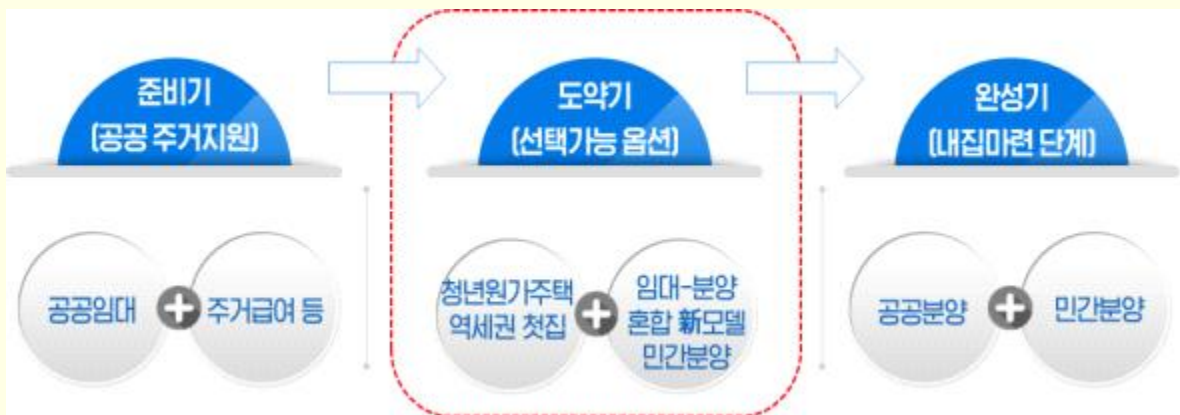 준비기
(공공 주거지원)
도약기
(선택가능 옵션)
완성기
(내집마련 단계)
공공임대
주거급여 등
청년원가주택
역세권 첫집
임대-분양
혼합 新모델
민간분양
공공분양
민간분양